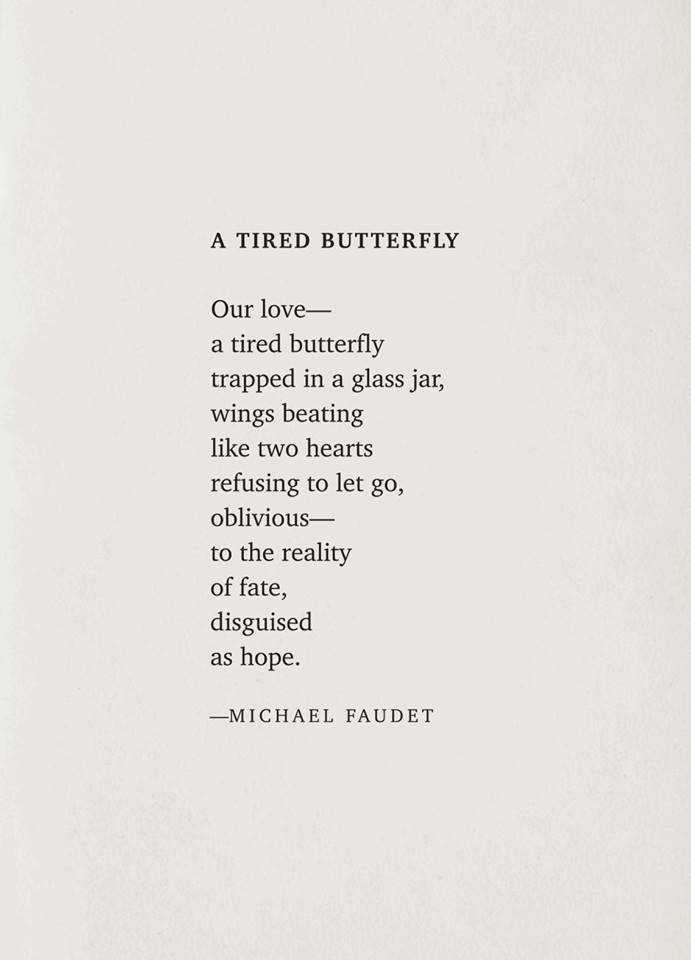 A TIRED BUTTERFLY
Our love—
a tired butterfly
trapped in a glass jar,
wings beating
like two hearts
refusing to let go,
oblivious—
to the reality
of fate,
disguised
as hope.
—MICHAEL FAUDET